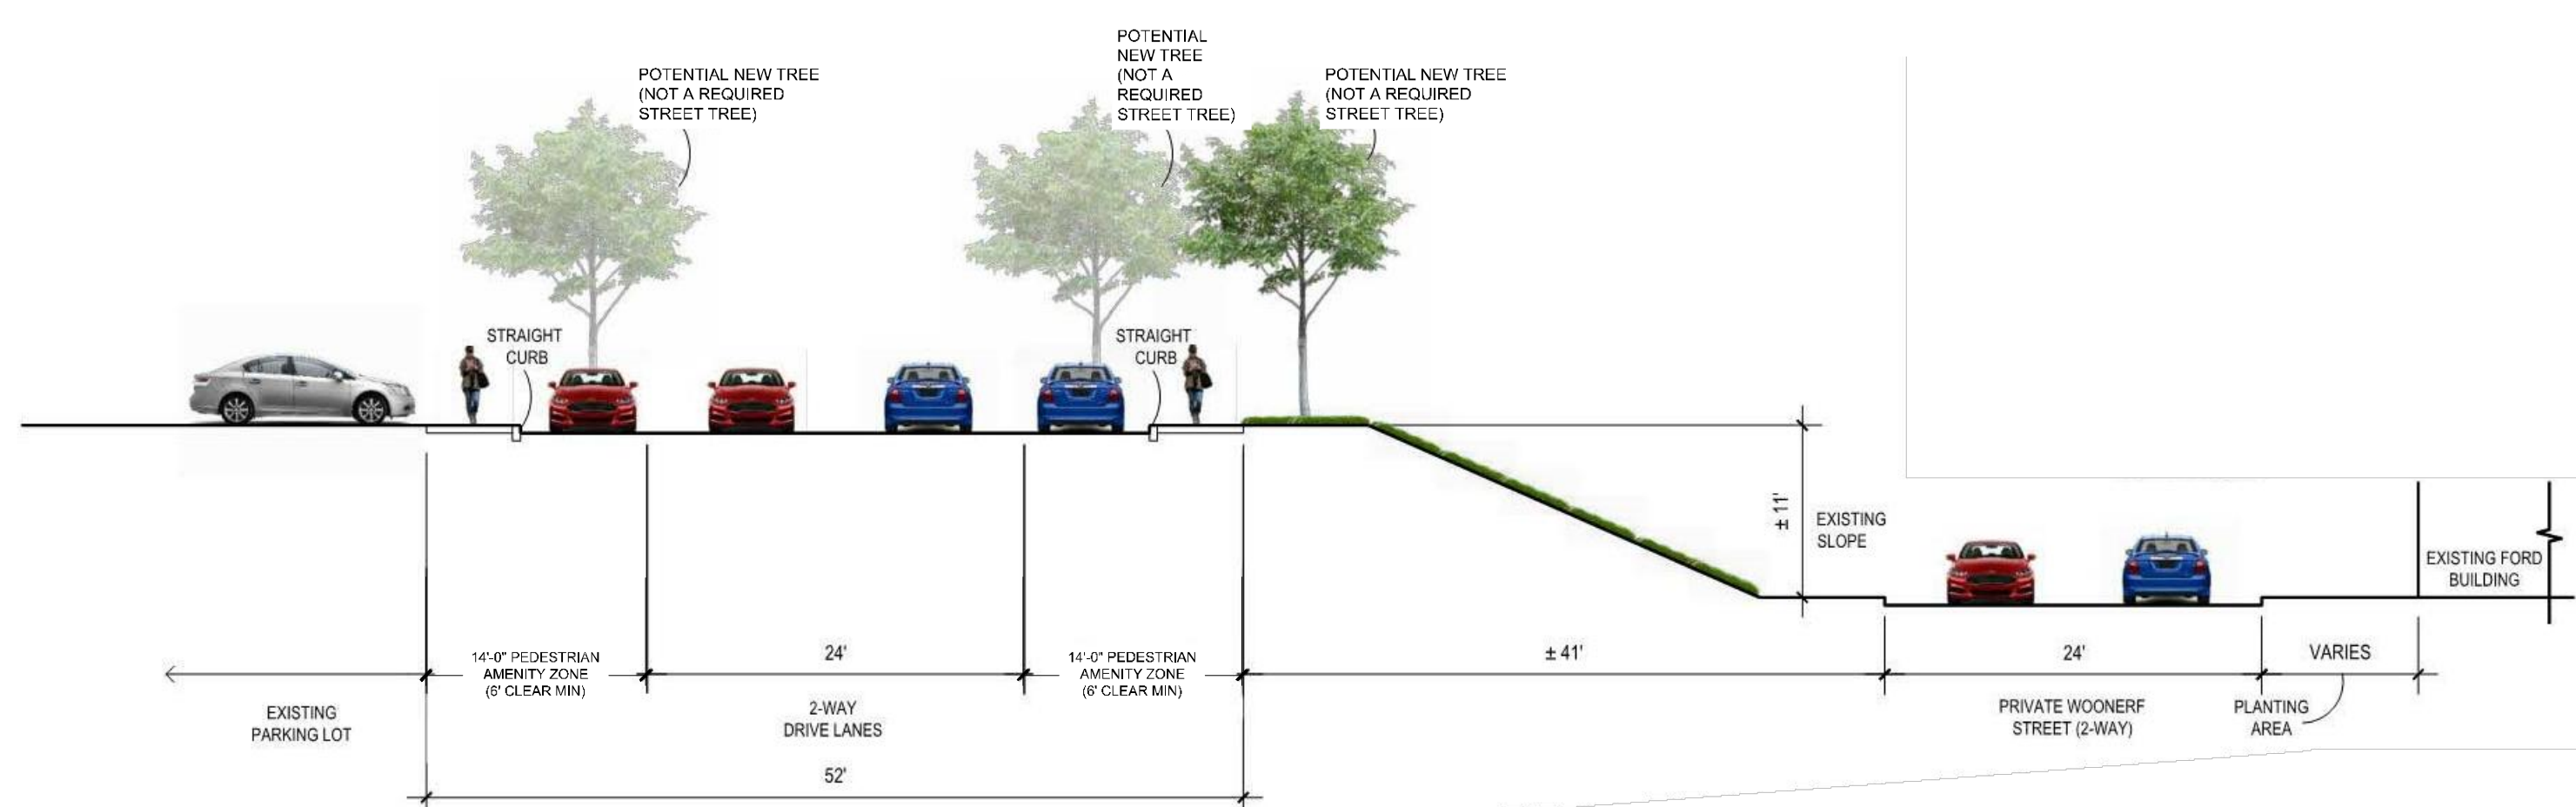 POTENTIAL NEW TREE
(NOT A REQUIRED
STREET TREE)
POTENTIAL
NEW TREE
(NOT A
REQUIRED
STREET TREE)
POTENTIAL NEW TREE
(NOT A REQUIRED
STREET TREE)
STRAIGHT
CURB
STRAIGHT
CURB
± 11'
EXISTING
SLOPE
EXISTING FORD
BUILDING
14'-0" PEDESTRIAN
AMENITY ZONE
(6' CLEAR MIN)
24'
14'-0" PEDESTRIAN
AMENITY ZONE
(6' CLEAR MIN)
± 41'
24'
VARIES
EXISTING
PARKING LOT
2-WAY
DRIVE LANES
PRIVATE WOONERF
STREET (2-WAY)
PLANTING
AREA
52'